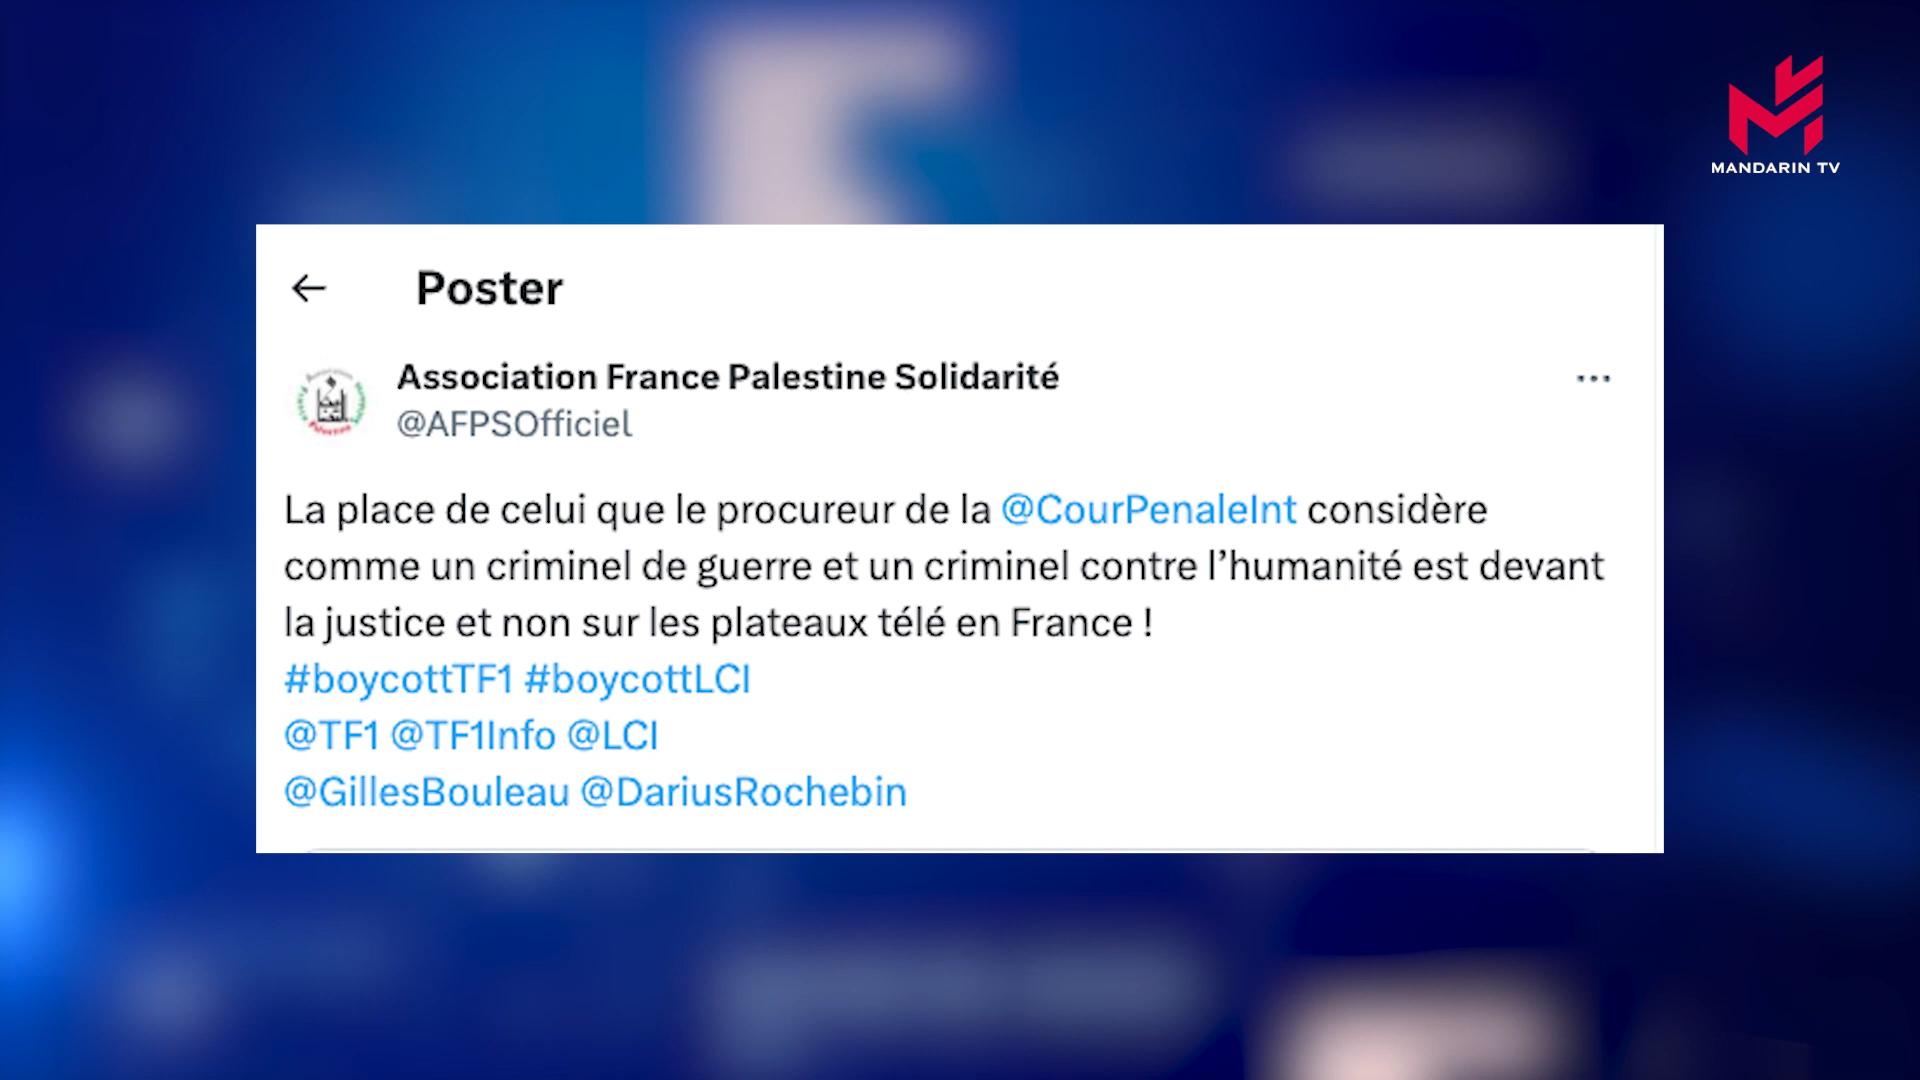 MANDARIN TV
Poster
Association France Palestine Solidarité
@AFPSOfficiel
La place de celui que le procureur de la @CourPenaleInt considère
comme un criminel de guerre et un criminel contre l’humanité est devant
la justice et non sur les plateaux télé en France !
#boycottTF1 #boycottLCI
@TF1 @TF1Info @LCI
@GillesBouleau @DariusRochebin